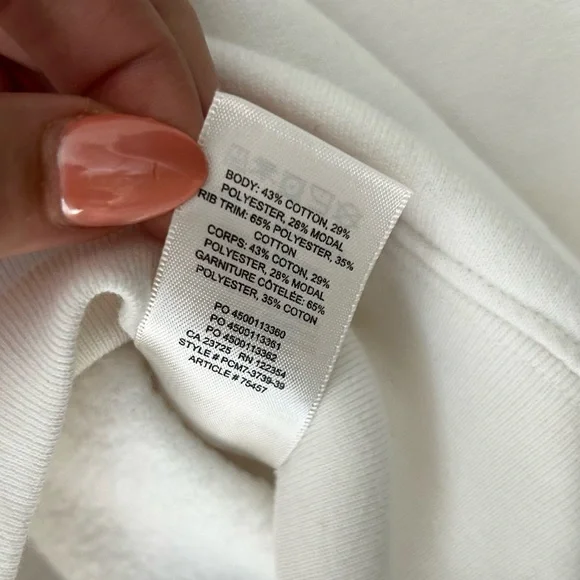 BODY: 43% COTTON, 29%
POLYESTER, 28% MODAL
RIB TRIM: 65% POLYESTER, 35%
COTTON
CORPS: 43% COTON, 29%
POLYESTER, 28% MODAL
GARNITURE CÔTELÉE: 65%
POLYESTER, 35% COTON
PO 4500113360
PO 4500113361
PO 4500113362
CA 23725 RN 122354
STYLE # PCM7-3739-39
ARTICLE # 75457